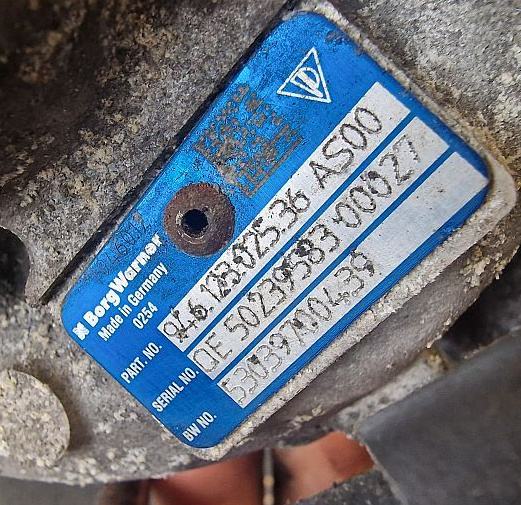 BorgWarner
Made in Germany
0254
PART. NO. 946.123.025.36 AS00
SERIAL NO. DE 50239583 00027
BW NO. 53039700439